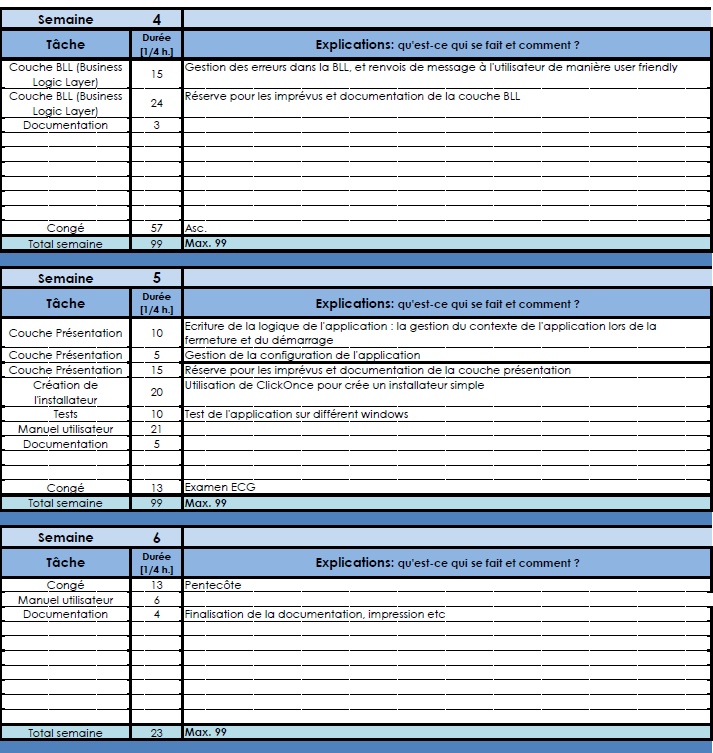 Semaine 4
Tâche Durée [1/4 h.] Explications: qu'est-ce qui se fait et comment ?
Couche BLL (Business Logic Layer) 15 Gestion des erreurs dans la BLL, et renvois de message à l'utilisateur de manière user friendly
Couche BLL (Business Logic Layer) 24 Réserve pour les imprévus et documentation de la couche BLL
Documentation 3
Congé 57 Asc.
Total semaine 99 Max. 99
Semaine 5
Tâche Durée [1/4 h.] Explications: qu'est-ce qui se fait et comment ?
Couche Présentation 10 Ecriture de la logique de l'application : la gestion du contexte de l'application lors de la
fermeture et du démarrage
Couche Présentation 5 Gestion de la configuration de l'application
Couche Présentation 15 Réserve pour les imprévus et documentation de la couche présentation
Création de l'installateur 20 Utilisation de ClickOnce pour crée un installateur simple
Tests 10 Test de l'application sur différent windows
Manuel utilisateur 21
Documentation 5
Congé 13 Examen ECG
Total semaine 99 Max. 99
Semaine 6
Tâche Durée [1/4 h.] Explications: qu'est-ce qui se fait et comment ?
Congé 13 Pentecôte
Manuel utilisateur 6
Documentation 4 Finalisation de la documentation, impression etc
Total semaine 23 Max. 99